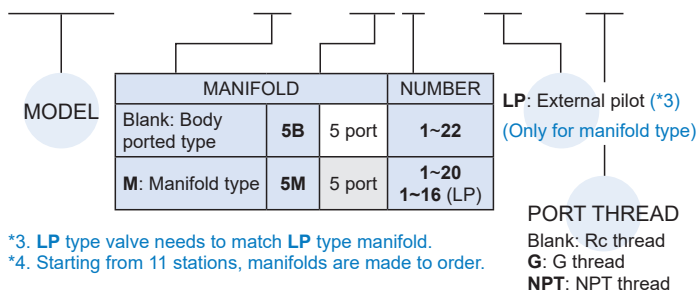 MODEL
MANIFOLD NUMBER
Blank: Body ported type 5B 5 port 1~22
M: Manifold type 5M 5 port 1~20
1~16 (LP)
LP: External pilot (*3)
(Only for manifold type)
PORT THREAD
Blank: Rc thread
G: G thread
NPT: NPT thread
*3. LP type valve needs to match LP type manifold.
*4. Starting from 11 stations, manifolds are made to order.